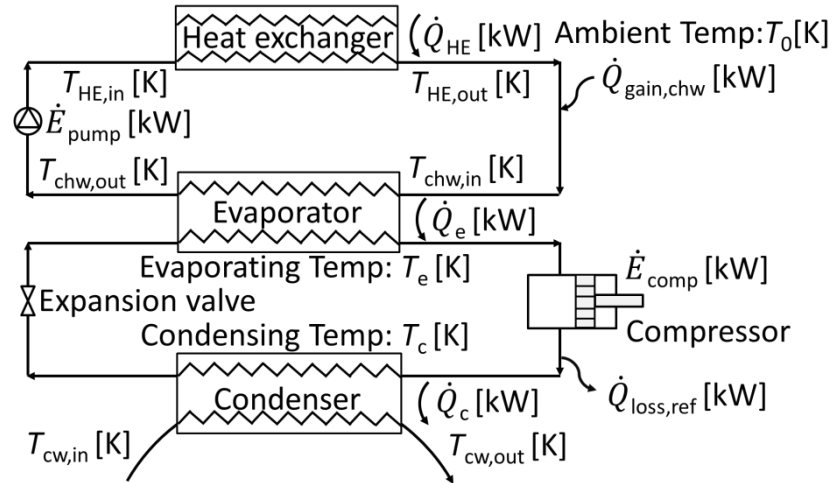 Heat exchanger
Q̇HE [kW]
Ambient Temp:T0[K]
THE,in [K]
THE,out [K]
Q̇gain,chw [kW]
Ėpump [kW]
Tchw,out [K]
Tchw,in [K]
Evaporator
Q̇e [kW]
Evaporating Temp: Te [K]
Ėcomp [kW]
Expansion valve
Compressor
Condensing Temp: Tc [K]
Condenser
Q̇c [kW]
Q̇loss,ref [kW]
Tcw,in [K]
Tcw,out [K]